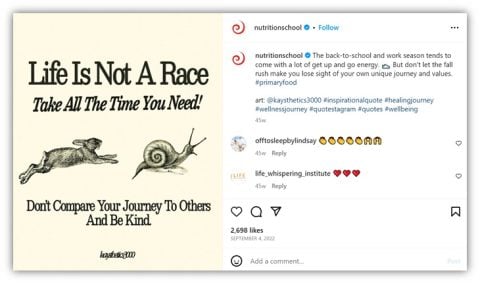 Life Is Not A Race
Take All The Time You Need!
Don't Compare Your Journey To Others
And Be Kind.
kaysthetics3000
nutritionschool • Follow
nutritionschool The back-to-school and work season tends to
come with a lot of get up and go energy. But don't let the fall
rush make you lose sight of your own unique journey and values.
#primaryfood
art: @kaysthetics3000 #inspirationalquote #healingjourney
#wellnessjourney #quotestagram #quotes #wellbeing
45w
offtosleepbylindsay
45w Reply
life_whispering_institute
45w Reply
2,698 likes
SEPTEMBER 4, 2022
Add a comment...
Post